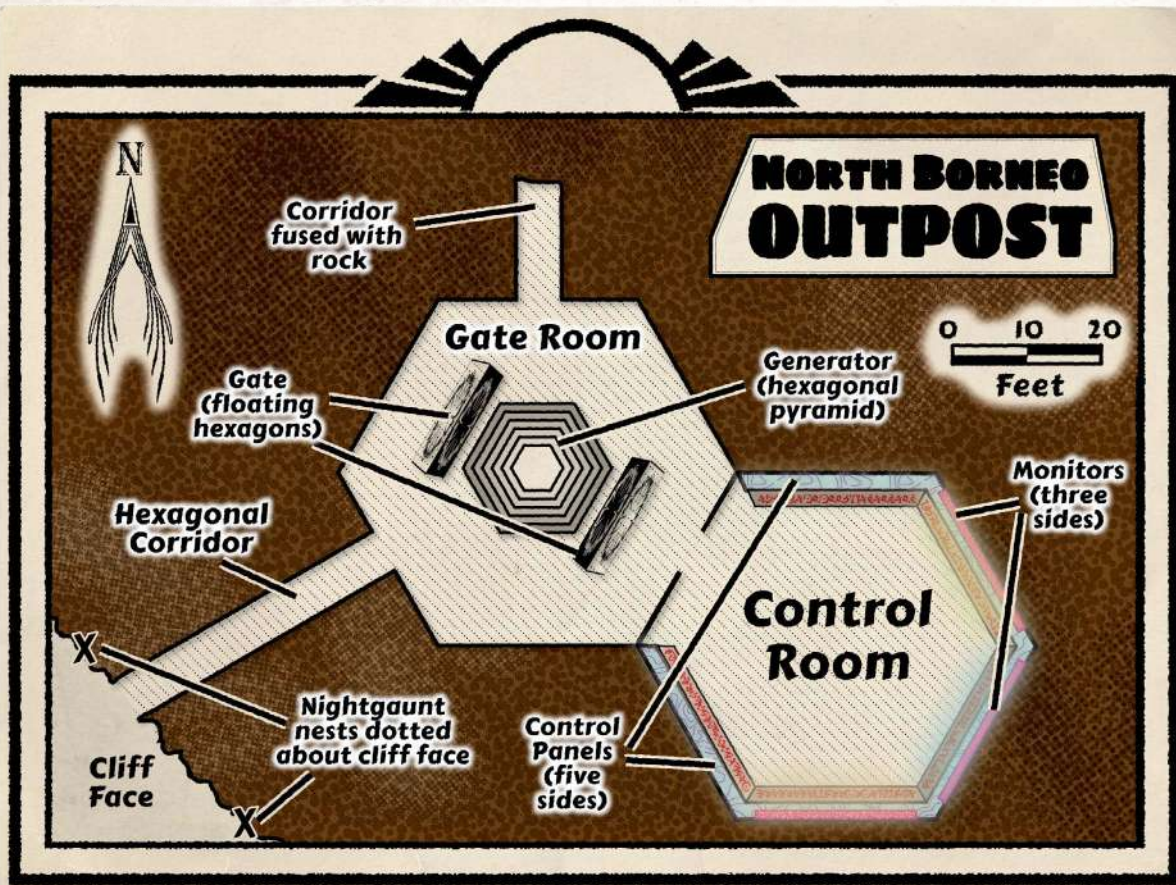 N
NORTH BORNEO
OUTPOST
Corridor
fused with
rock
0 10 20
Feet
Gate Room
Gate
(floating
hexagons)
Generator
(hexagonal
pyramid)
Monitors
(three
sides)
Hexagonal
Corridor
Control
Room
X
Nightgaunt
nests dotted
about cliff face
Control
Panels
(five
sides)
Cliff
Face
X